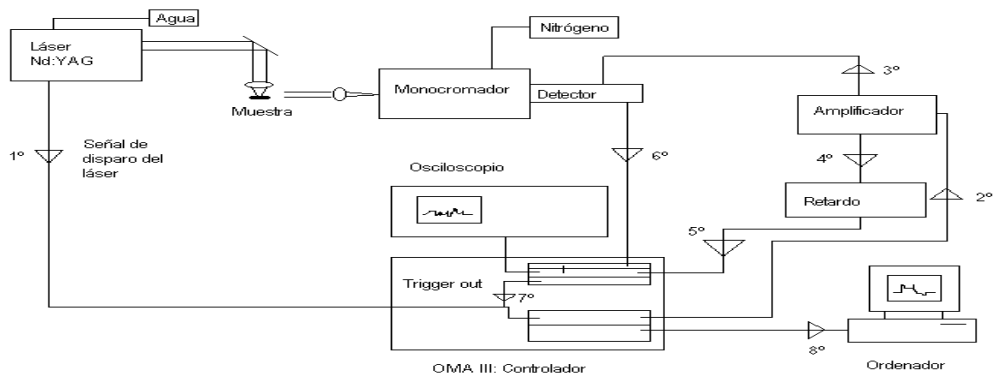 Agua
Láser
Nd:YAG
Nitrógeno
Monocromador
Detector
3º
Muestra
Amplificador
1º
Señal de
disparo del
láser
6º
4º
Osciloscopio
Retardo
2º
5º
Trigger out
7º
8º
Ordenador
OMA III: Controlador